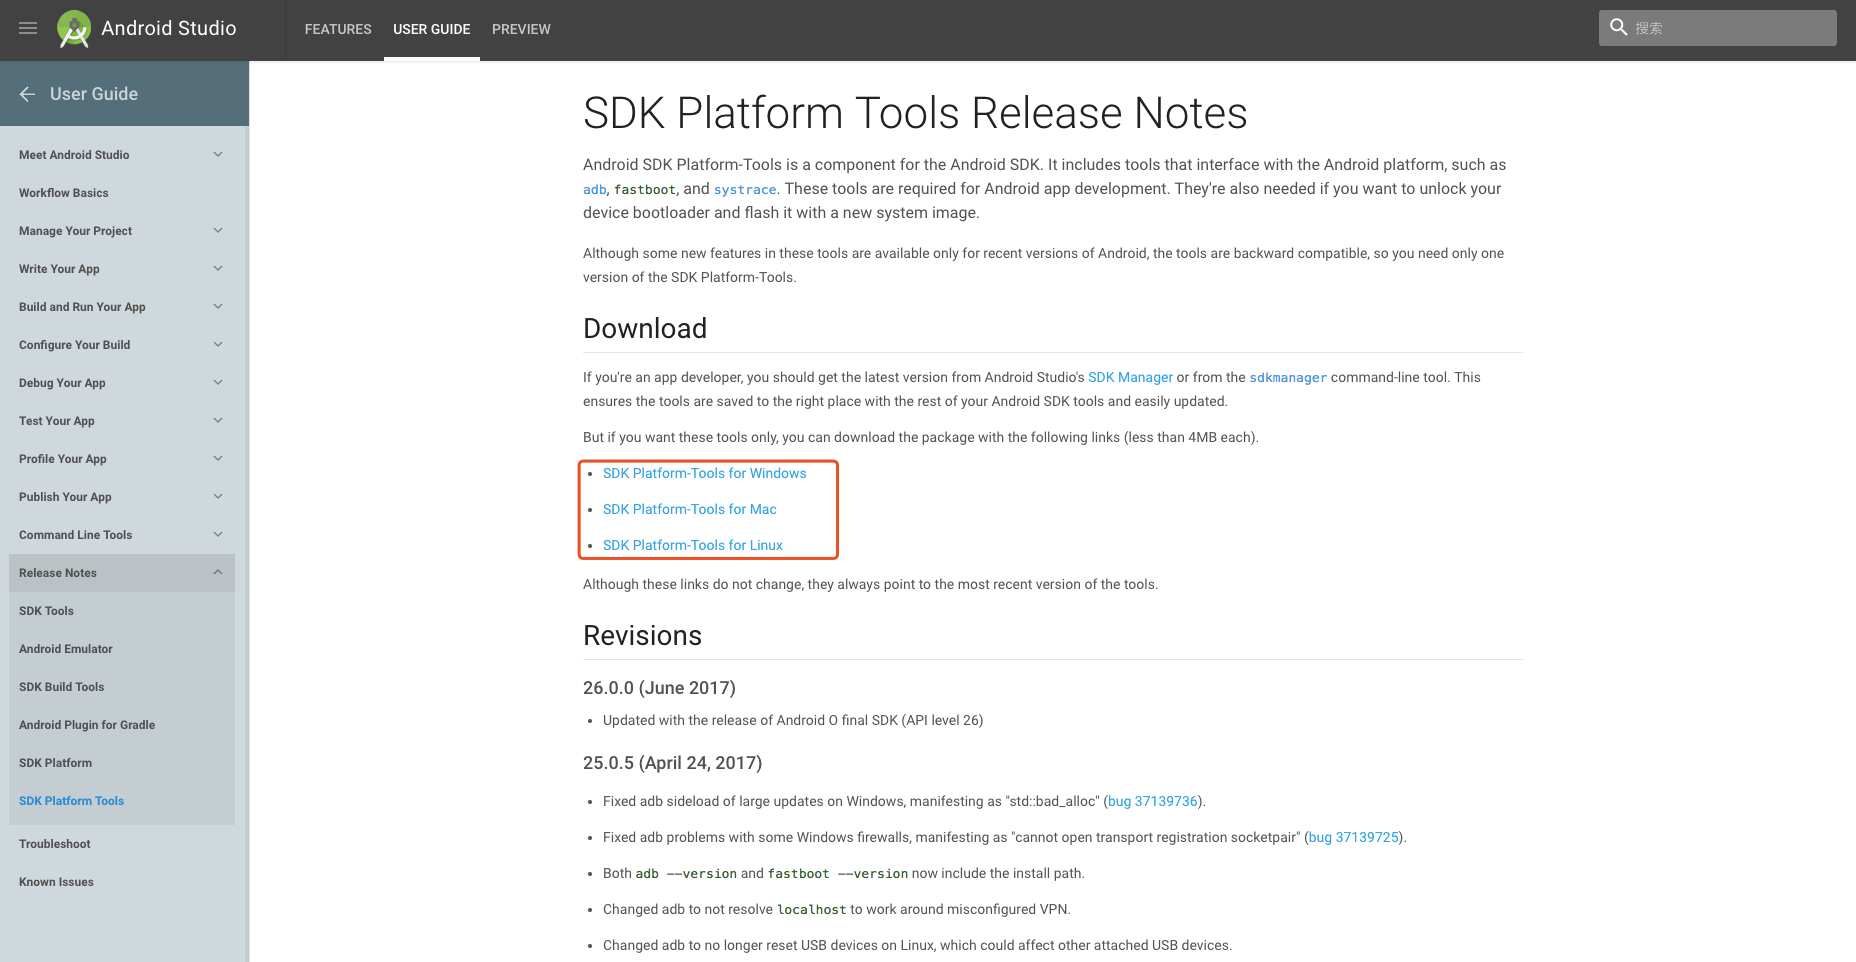 Android Studio
FEATURES
USER GUIDE
PREVIEW
搜索
User Guide
Meet Android Studio
Workflow Basics
Manage Your Project
Write Your App
Build and Run Your App
Configure Your Build
Debug Your App
Test Your App
Profile Your App
Publish Your App
Command Line Tools
Release Notes
SDK Tools
Android Emulator
SDK Build Tools
Android Plugin for Gradle
SDK Platform
SDK Platform Tools
Troubleshoot
Known Issues
SDK Platform Tools Release Notes
Android SDK Platform-Tools is a component for the Android SDK. It includes tools that interface with the Android platform, such as
adb, fastboot, and systrace. These tools are required for Android app development. They're also needed if you want to unlock your
device bootloader and flash it with a new system image.
Although some new features in these tools are available only for recent versions of Android, the tools are backward compatible, so you need only one
version of the SDK Platform-Tools.
Download
If you're an app developer, you should get the latest version from Android Studio's SDK Manager or from the sdkmanager command-line tool. This
ensures the tools are saved to the right place with the rest of your Android SDK tools and easily updated.
But if you want these tools only, you can download the package with the following links (less than 4MB each).
• SDK Platform-Tools for Windows
• SDK Platform-Tools for Mac
• SDK Platform-Tools for Linux
Although these links do not change, they always point to the most recent version of the tools.
Revisions
26.0.0 (June 2017)
• Updated with the release of Android O final SDK (API level 26)
25.0.5 (April 24, 2017)
• Fixed adb sideload of large updates on Windows, manifesting as "std::bad_alloc" (bug 37139736).
• Fixed adb problems with some Windows firewalls, manifesting as "cannot open transport registration socketpair" (bug 37139725).
• Both adb --version and fastboot --version now include the install path.
• Changed adb to not resolve localhost to work around misconfigured VPN.
• Changed adb to no longer reset USB devices on Linux, which could affect other attached USB devices.